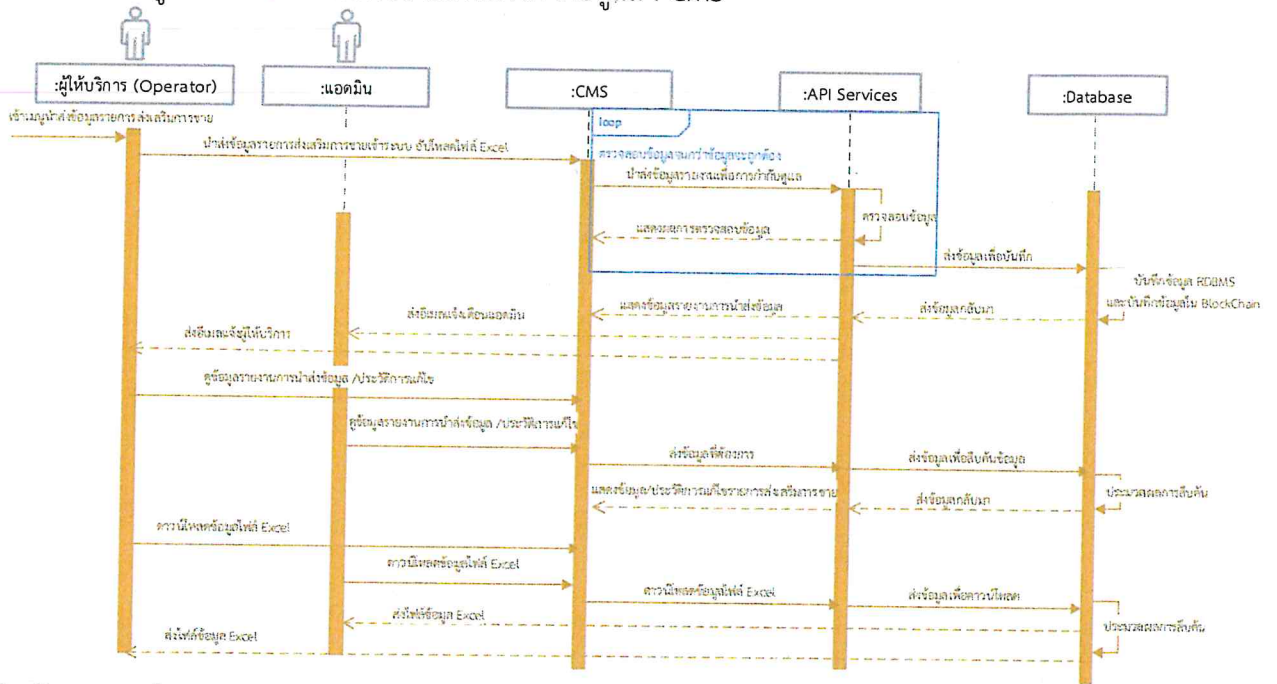 :ผู้ให้บริการ (Operator)
:แอดมิน
:CMS
:API Services
:Database
เข้าเมนูนำส่งข้อมูลรายการส่งเสริมการขาย
loop
นำส่งข้อมูลรายการส่งเสริมการขายเข้าระบบ อัปโหลดไฟล์ Excel
ตรวจสอบข้อมูลจนกว่าข้อมูลจะถูกต้อง
นำส่งข้อมูลรายงานเพื่อการกำกับดูแล
ตรวจสอบข้อมูล
แสดงผลการตรวจสอบข้อมูล
ส่งข้อมูลเพื่อบันทึก
บันทึกข้อมูล RDBMS
และบันทึกข้อมูลใน BlockChain
แสดงข้อมูลรายงานการนำส่งข้อมูล
ส่งข้อมูลกลับมา
ส่งอีเมลแจ้งเตือนแอดมิน
ส่งอีเมลแจ้งผู้ให้บริการ
ดูข้อมูลรายงานการนำส่งข้อมูล /ประวัติการแก้ไข
ดูข้อมูลรายงานการนำส่งข้อมูล /ประวัติการแก้ไข
ส่งข้อมูลที่ต้องการ
ส่งข้อมูลเพื่อสืบค้นข้อมูล
แสดงข้อมูล/ประวัติการแก้ไขรายการส่งเสริมการขาย
ส่งข้อมูลกลับมา
ประมวลผลการสืบค้น
ดาวน์โหลดข้อมูลไฟล์ Excel
ดาวน์โหลดข้อมูลไฟล์ Excel
ดาวน์โหลดข้อมูลไฟล์ Excel
ส่งข้อมูลเพื่อดาวน์โหลด
ส่งไฟล์ข้อมูล Excel
ประมวลผลการสืบค้น
ส่งไฟล์ข้อมูล Excel